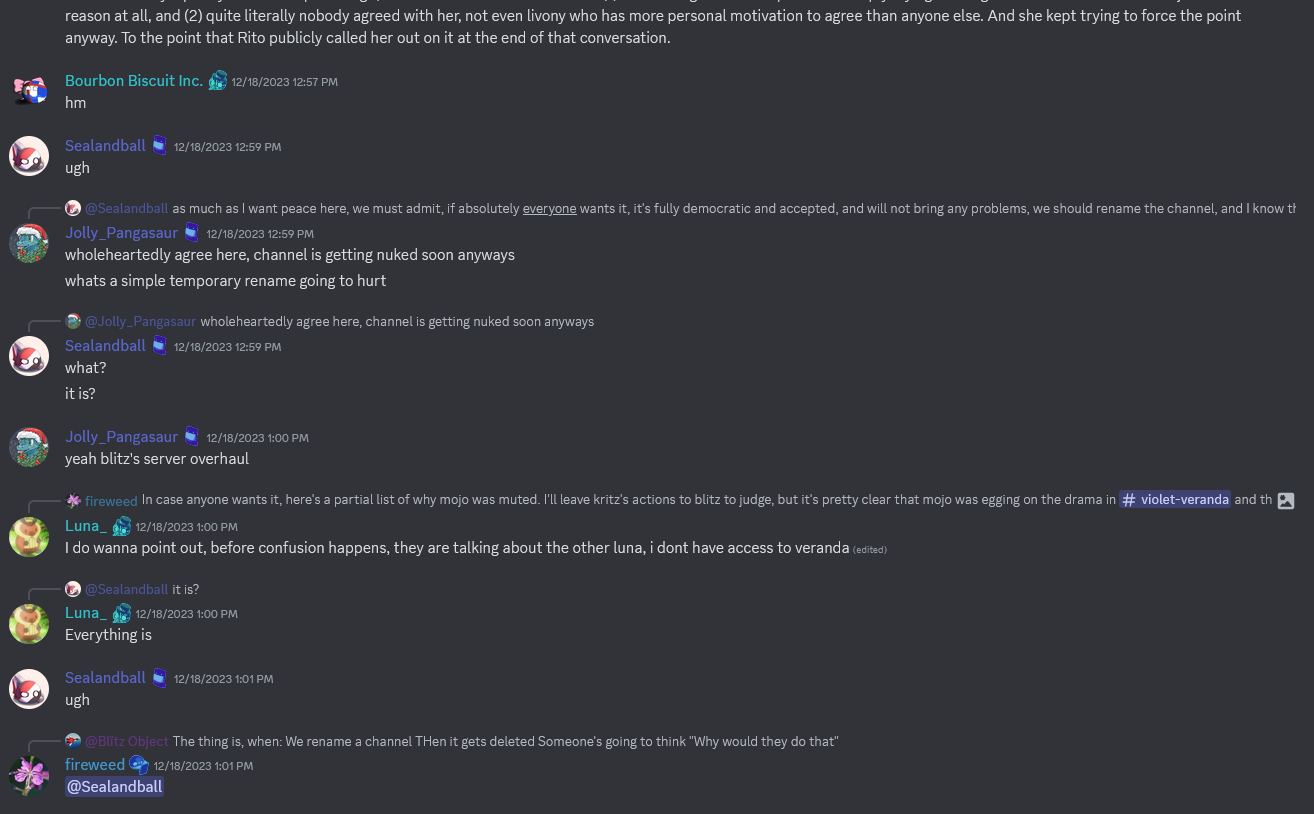 reason at all, and (2) quite literally nobody agreed with her, not even livony who has more personal motivation to agree than anyone else. And she kept trying to force the point
anyway. To the point that Rito publicly called her out on it at the end of that conversation.
Bourbon Biscuit Inc. 12/18/2023 12:57 PM
hm
Sealandball 12/18/2023 12:59 PM
ugh
@Sealandball as much as I want peace here, we must admit, if absolutely everyone wants it, it's fully democratic and accepted, and will not bring any problems, we should rename the channel, and I know th
Jolly_Pangasaur 12/18/2023 12:59 PM
wholeheartedly agree here, channel is getting nuked soon anyways
whats a simple temporary rename going to hurt
@Jolly_Pangasaur wholeheartedly agree here, channel is getting nuked soon anyways
Sealandball 12/18/2023 12:59 PM
what?
it is?
Jolly_Pangasaur 12/18/2023 1:00 PM
yeah blitz's server overhaul
fireweed In case anyone wants it, here's a partial list of why mojo was muted. I'll leave kritz's actions to blitz to judge, but it's pretty clear that mojo was egging on the drama in # violet-veranda and th
Luna_ 12/18/2023 1:00 PM
I do wanna point out, before confusion happens, they are talking about the other luna, i dont have access to veranda (edited)
@Sealandball it is?
Luna_ 12/18/2023 1:00 PM
Everything is
Sealandball 12/18/2023 1:01 PM
ugh
@Blïtz Object The thing is, when: We rename a channel THen it gets deleted Someone's going to think "Why would they do that"
fireweed 12/18/2023 1:01 PM
@Sealandball